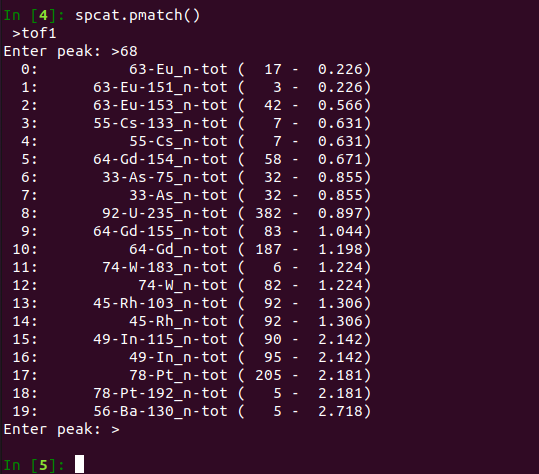 In [4]: spcat.pmatch()
>tof1
Enter peak: >68
0: 63-Eu_n-tot ( 17 - 0.226)
1: 63-Eu-151_n-tot ( 3 - 0.226)
2: 63-Eu-153_n-tot ( 42 - 0.566)
3: 55-Cs-133_n-tot ( 7 - 0.631)
4: 55-Cs_n-tot ( 7 - 0.631)
5: 64-Gd-154_n-tot ( 58 - 0.671)
6: 33-As-75_n-tot ( 32 - 0.855)
7: 33-As_n-tot ( 32 - 0.855)
8: 92-U-235_n-tot ( 382 - 0.897)
9: 64-Gd-155_n-tot ( 83 - 1.044)
10: 64-Gd_n-tot ( 187 - 1.198)
11: 74-W-183_n-tot ( 6 - 1.224)
12: 74-W_n-tot ( 82 - 1.224)
13: 45-Rh-103_n-tot ( 92 - 1.306)
14: 45-Rh_n-tot ( 92 - 1.306)
15: 49-In-115_n-tot ( 90 - 2.142)
16: 49-In_n-tot ( 95 - 2.142)
17: 78-Pt_n-tot ( 205 - 2.181)
18: 78-Pt-192_n-tot ( 5 - 2.181)
19: 56-Ba-130_n-tot ( 5 - 2.718)
Enter peak: >
In [5]: